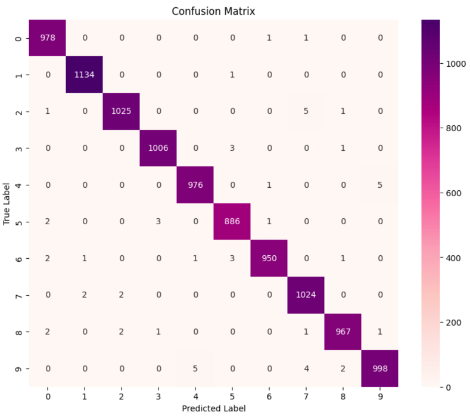 Confusion Matrix
0 978 0 0 0 0 0 1 1 0 0
1 0 1134 0 0 0 1 0 0 0 0
2 1 0 1025 0 0 0 0 5 1 0
3 0 0 0 1006 0 3 0 0 1 0
4 0 0 0 0 976 0 1 0 0 5
5 2 0 0 3 0 886 1 0 0 0
6 2 1 0 0 1 3 950 0 1 0
7 0 2 2 0 0 0 0 1024 0 0
8 2 0 2 1 0 0 0 1 967 1
9 0 0 0 0 5 0 0 4 2 998
0 1 2 3 4 5 6 7 8 9
True Label
Predicted Label
1000
800
600
400
200
0